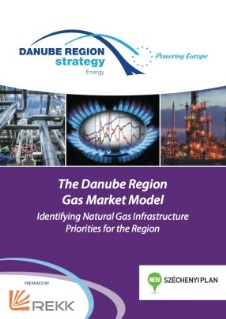 DANUBE REGION
strategy
Energy
Powering Europe
The Danube Region
Gas Market Model
Identifying Natural Gas Infrastructure
Priorities for the Region
PREPARED BY
REKK
NEW
SZÉCHENYI PLAN